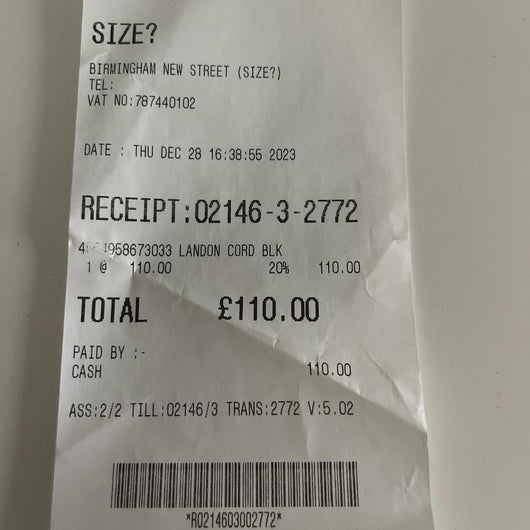 SIZE?
BIRMINGHAM NEW STREET (SIZE?)
TEL:
VAT NO:787440102
DATE : THU DEC 28 16:38:55 2023
RECEIPT:02146-3-2772
LANDON CORD BLK
1 @ 110.00 20% 110.00
TOTAL £110.00
PAID BY :-
CASH 110.00
ASS:2/2 TILL:02146/3 TRANS:2772 V:5.02
*R0214603002772*